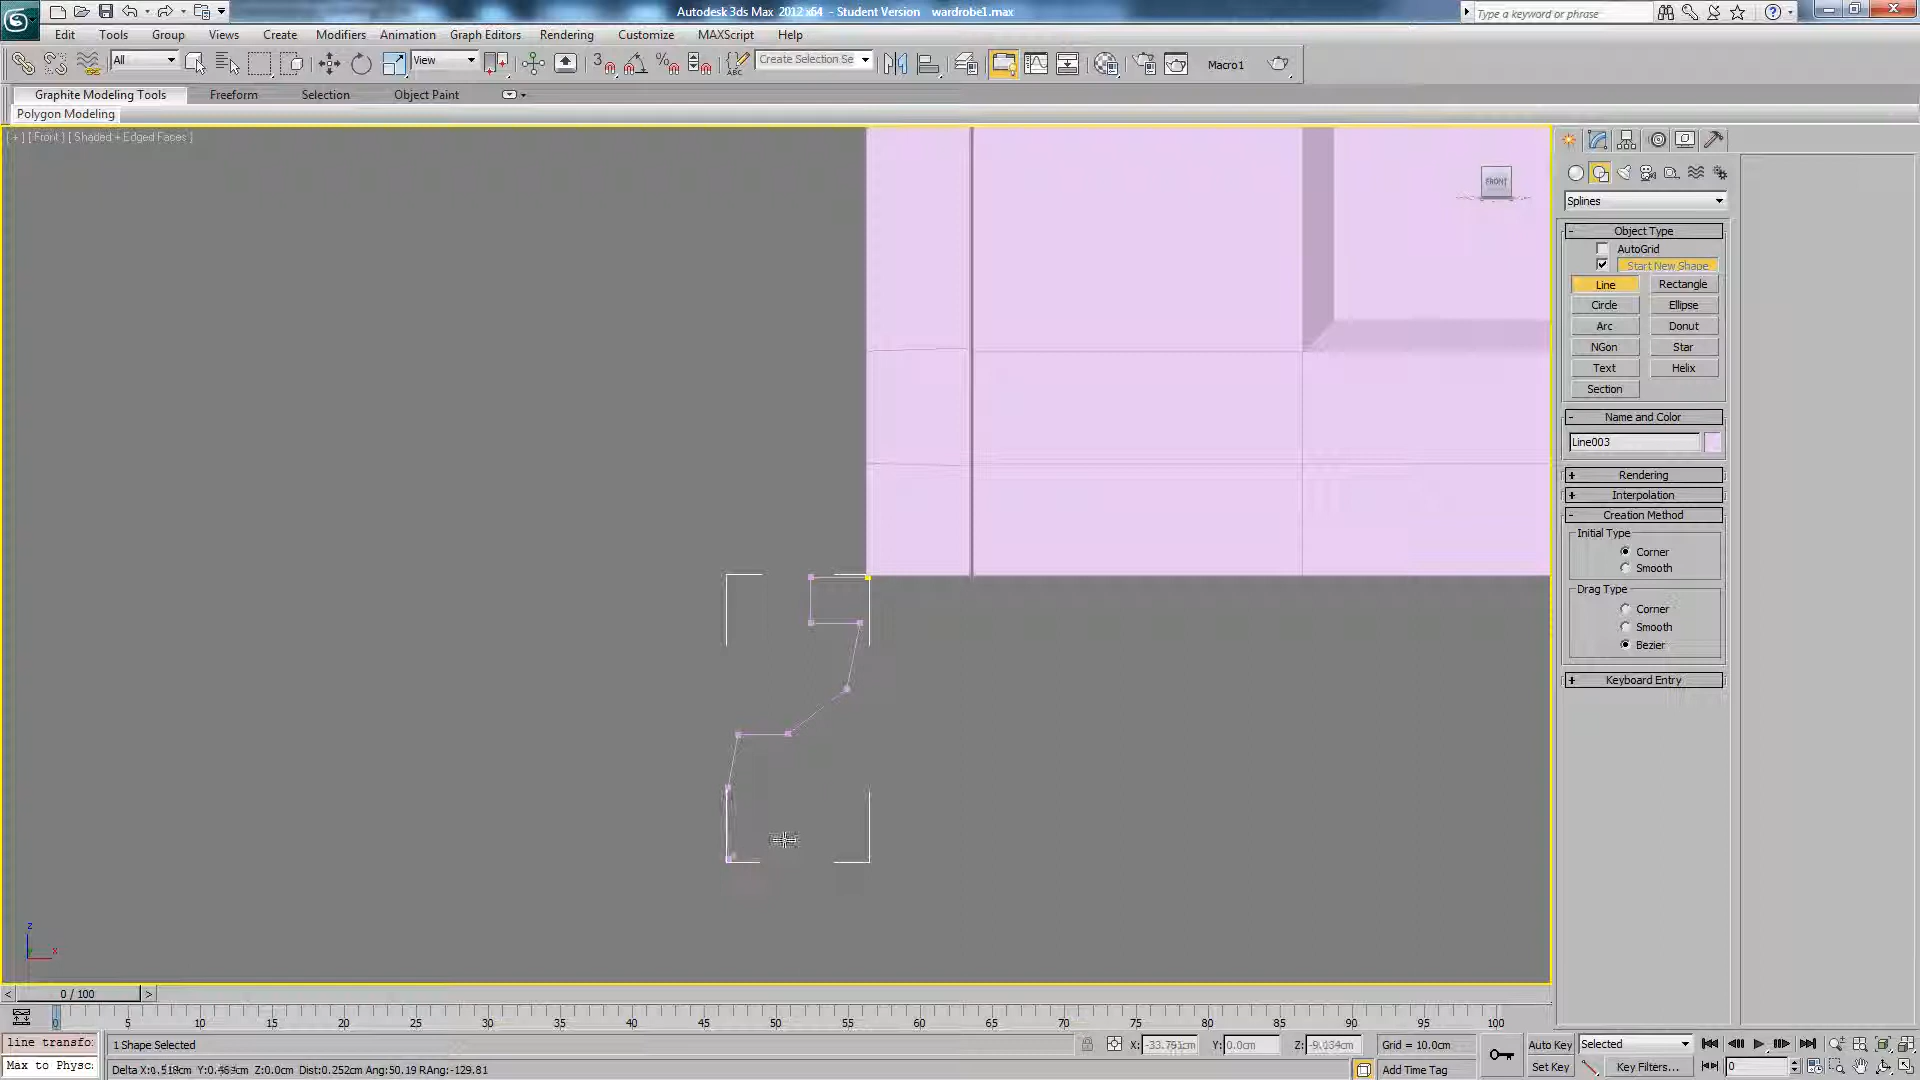 Autodesk 3ds Max 2012 x64 - Student Version wardrobe1.max
Type a keyword or phrase
Edit Tools Group Views Create Modifiers Animation Graph Editors Rendering Customize MAXScript Help
All
View
3
ABC
Create Selection Se
Macro1
Graphite Modeling Tools Freeform Selection Object Paint
Polygon Modeling
[ + ] [ Front ] [ Shaded + Edged Faces ]
FRONT
Splines
Object Type
AutoGrid
Start New Shape
Line Rectangle
Circle Ellipse
Arc Donut
NGon Star
Text Helix
Section
Name and Color
Line003
Rendering
Interpolation
Creation Method
Initial Type
Corner
Smooth
Drag Type
Corner
Smooth
Bezier
Keyboard Entry
z
x
0 / 100
0 5 10 15 20 25 30 35 40 45 50 55 60 65 70 75 80 85 90 95 100
line transfo
1 Shape Selected
X: Y: 0.0cm Z: Grid = 10.0cm
Auto Key Selected
Max to Physc
Z:0.0cm Dist:0.252cm Ang:50.19 RAng:-129.81
Add Time Tag
Set Key Key Filters... 0